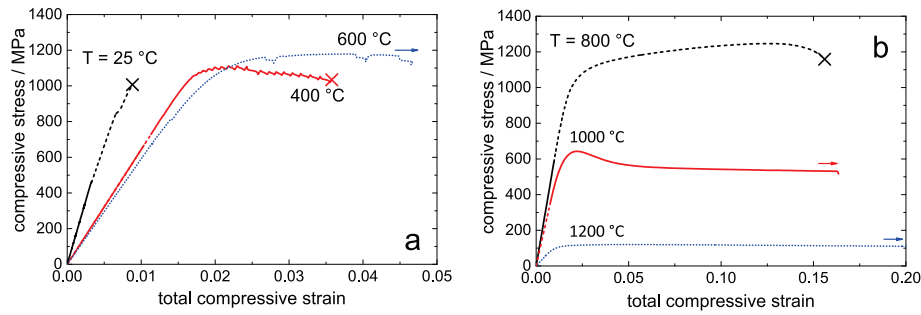 1400
1200
1000
800
600
400
200
0
compressive stress / MPa
T = 25 °C
600 °C
400 °C
a
0.00 0.01 0.02 0.03 0.04 0.05
total compressive strain
1400
1200
1000
800
600
400
200
0
compressive stress / MPa
T = 800°C
b
1000 °C
1200 °C
0.00 0.05 0.10 0.15 0.20
total compressive strain